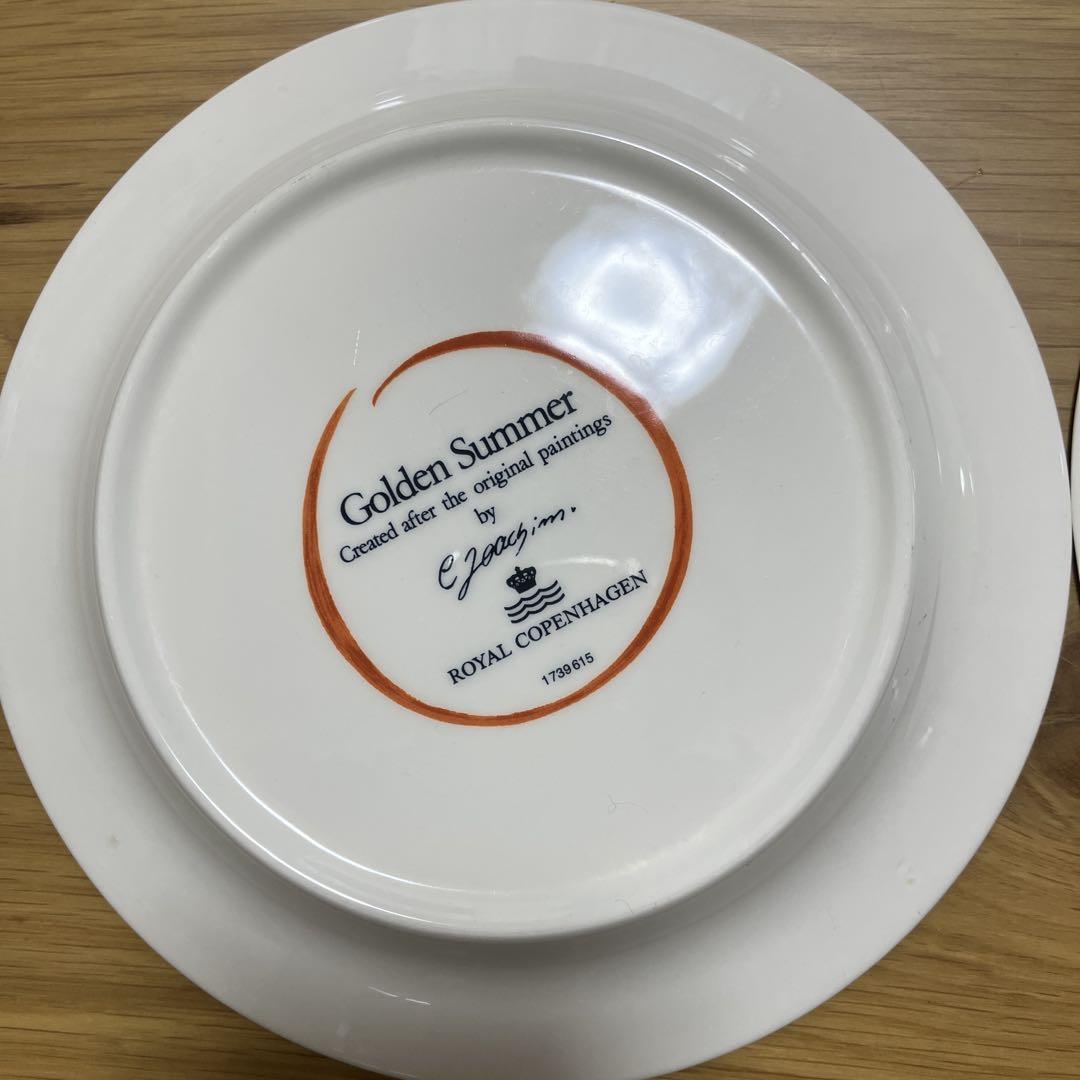 Golden Summer
Created after the original paintings
by
C Joachim.
ROYAL COPENHAGEN
1739615